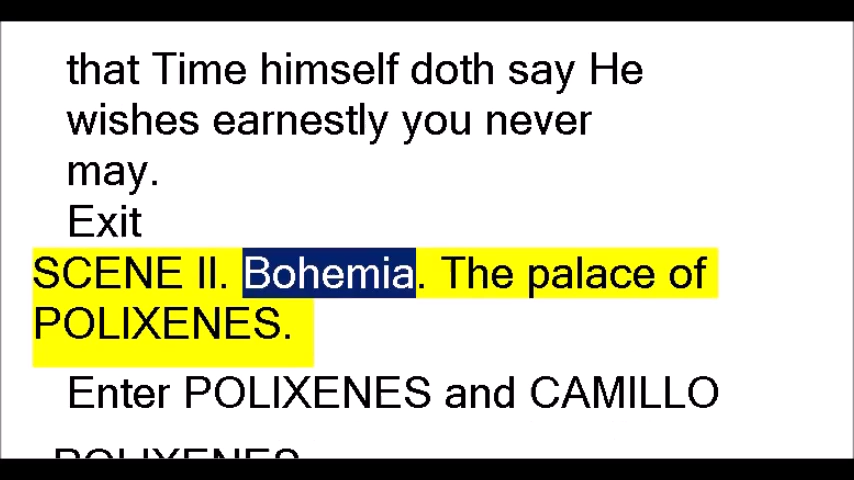 that Time himself doth say He
wishes earnestly you never
may.
Exit
SCENE II. Bohemia. The palace of
POLIXENES.
Enter POLIXENES and CAMILLO
POLIXENES